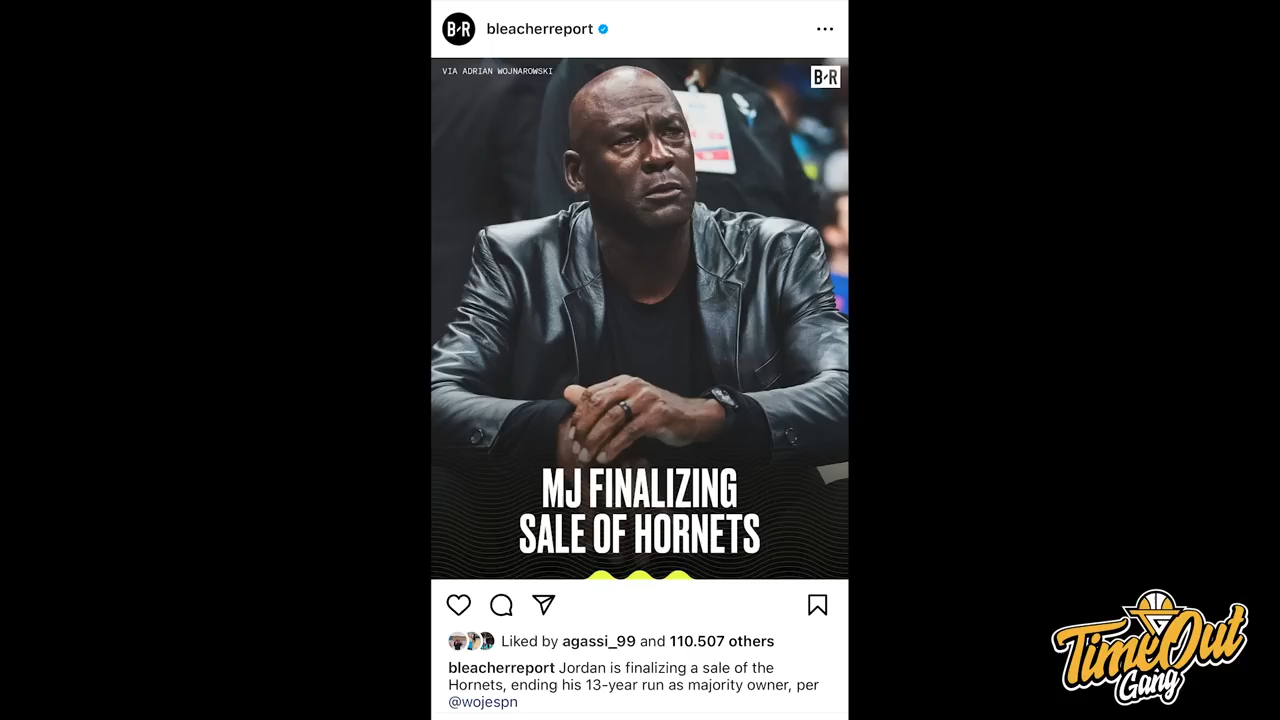 B-R bleacherreport
VIA ADRIAN WOJNAROWSKI
B-R
MJ FINALIZING
SALE OF HORNETS
Liked by agassi_99 and 110.507 others
bleacherreport Jordan is finalizing a sale of the
Hornets, ending his 13-year run as majority owner, per
@wojespn
TimeOut
Gang